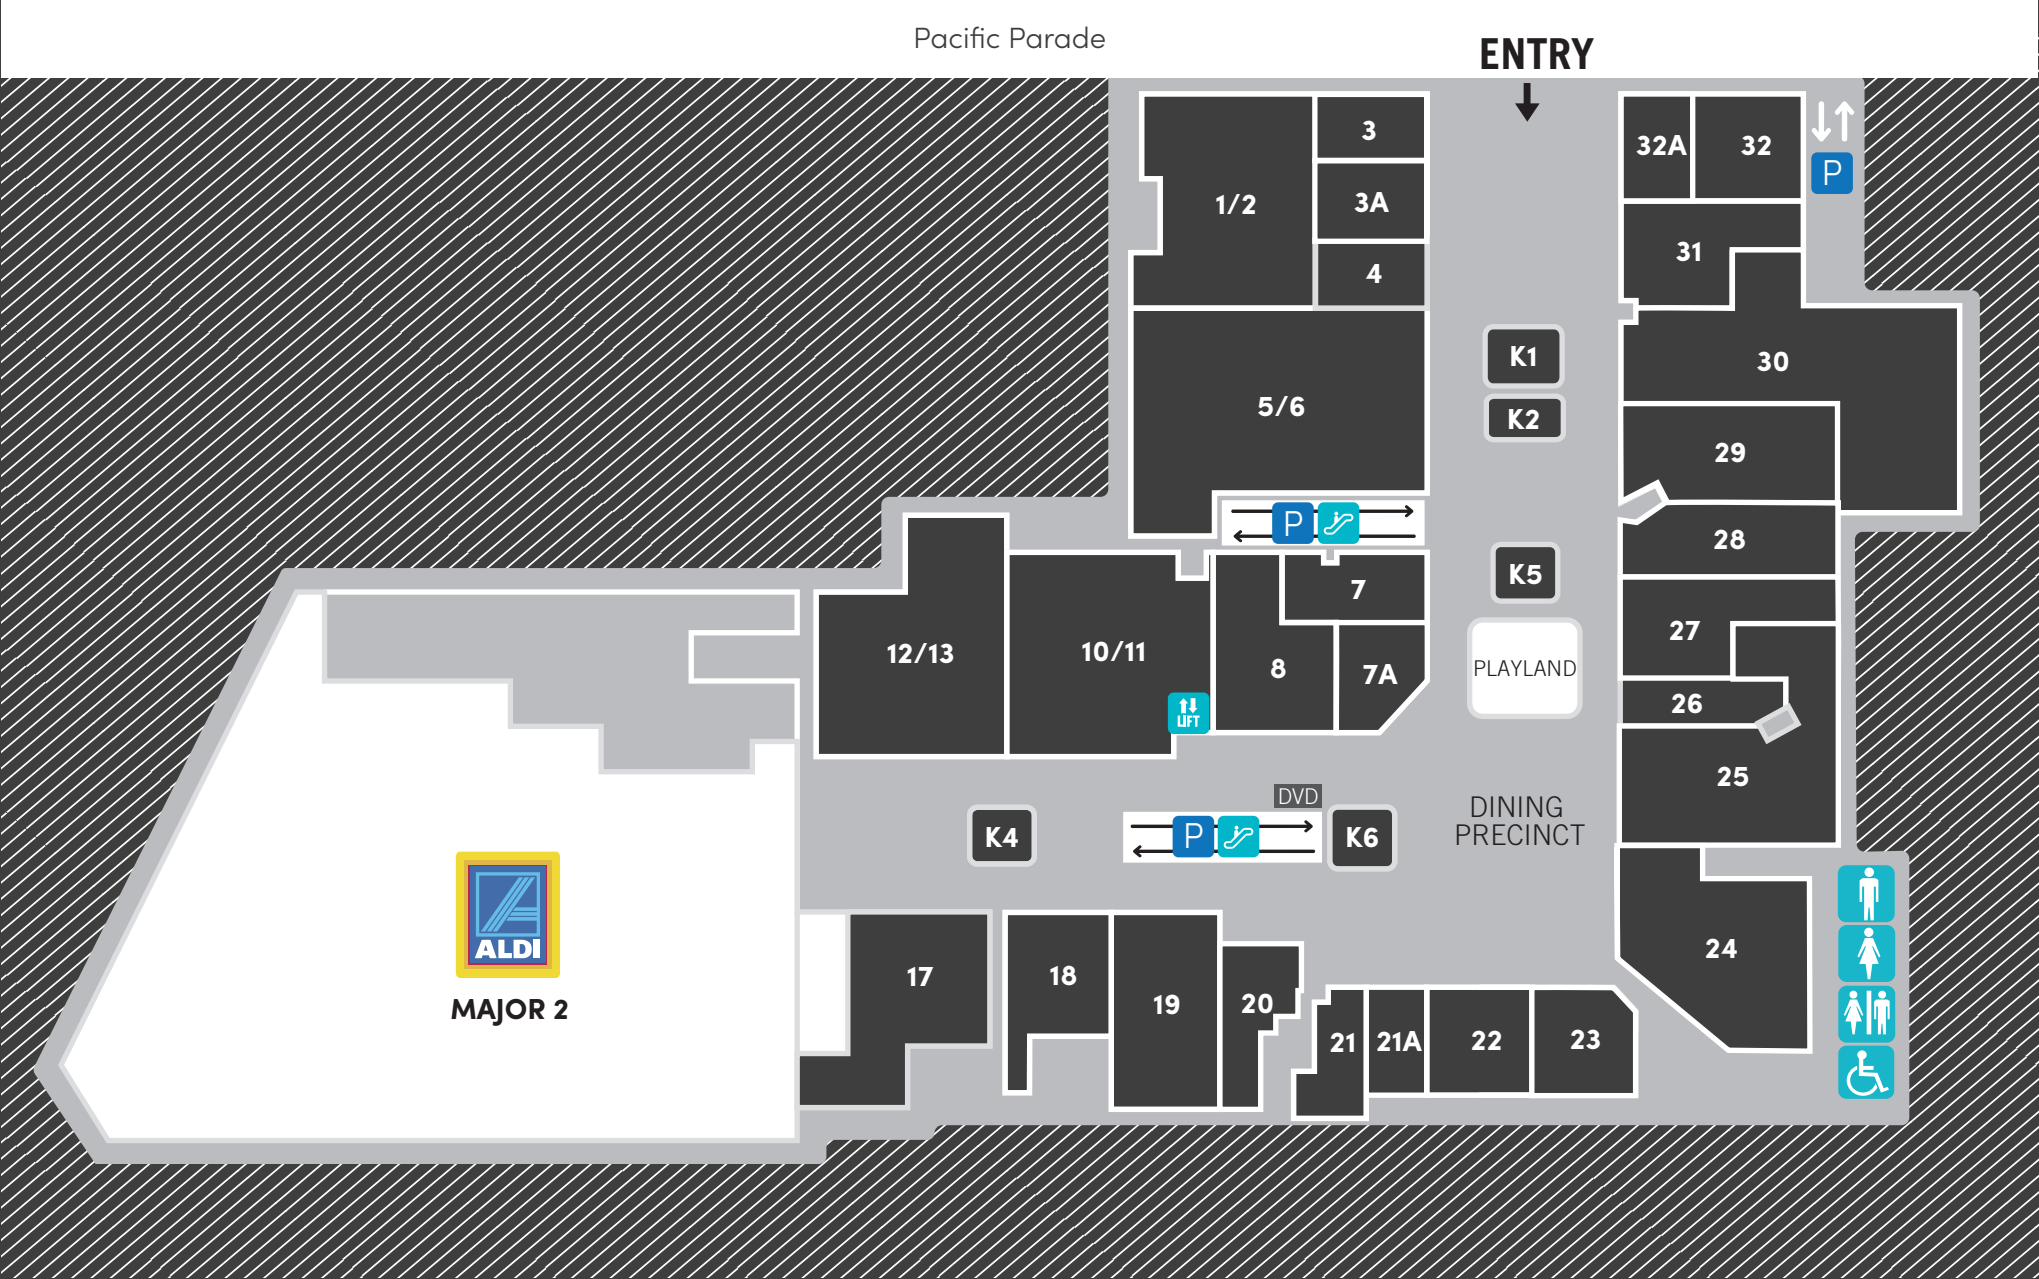 Pacific Parade
ENTRY
3
32A
32
P
1/2
3A
31
4
K1
30
5/6
K2
29
P
28
K5
7
27
12/13
10/11
8
7A
PLAYLAND
26
LIFT
25
DVD
DINING
PRECINCT
K4
P
K6
ALDI
MAJOR 2
17
18
19
20
24
21
21A
22
23